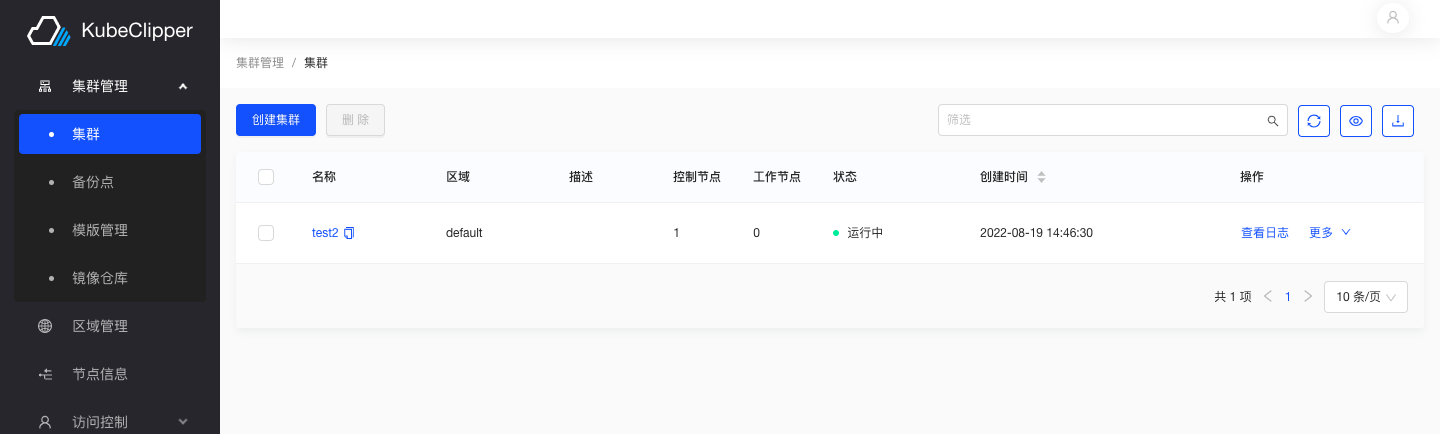 KubeClipper
集群管理
集群
备份点
模版管理
镜像仓库
区域管理
节点信息
访问控制
集群管理 / 集群
创建集群 删 除 筛选
名称 区域 描述 控制节点 工作节点 状态 创建时间 操作
test2 default 1 0 运行中 2022-08-19 14:46:30 查看日志 更多
共 1 项 1 10 条/页